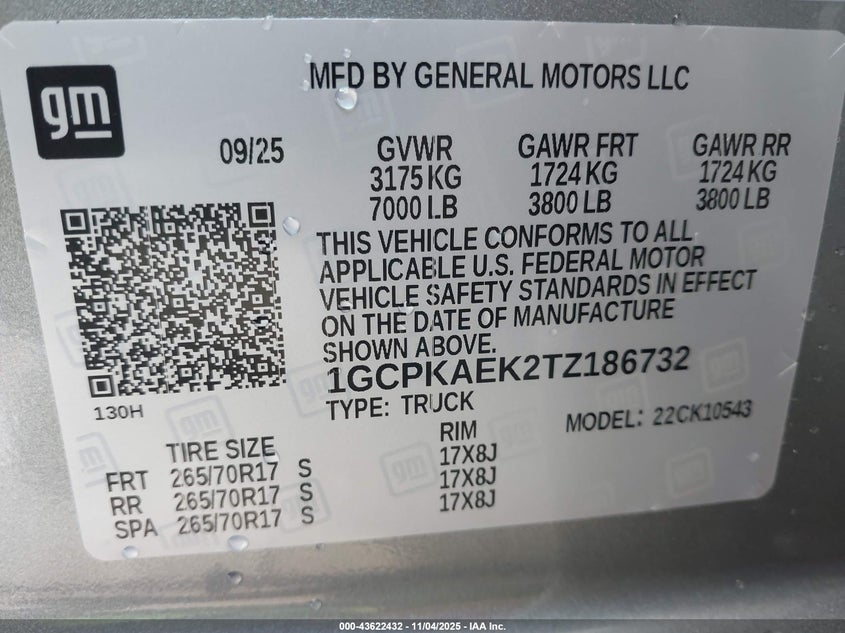 gm
MFD BY GENERAL MOTORS LLC
09/25
GVWR GAWR FRT GAWR RR
3175 KG 1724 KG 1724 KG
7000 LB 3800 LB 3800 LB
THIS VEHICLE CONFORMS TO ALL
APPLICABLE U.S. FEDERAL MOTOR
VEHICLE SAFETY STANDARDS IN EFFECT
ON THE DATE OF MANUFACTURE
SHOWN ABOVE.
1GCPKAEK2TZ186732
TYPE: TRUCK
MODEL: 22CK10543
130H
TIRE SIZE RIM
FRT 265/70R17 S 17X8J
RR 265/70R17 S 17X8J
SPA 265/70R17 S 17X8J
000-43622432 - 11/04/2025 - IAA Inc.